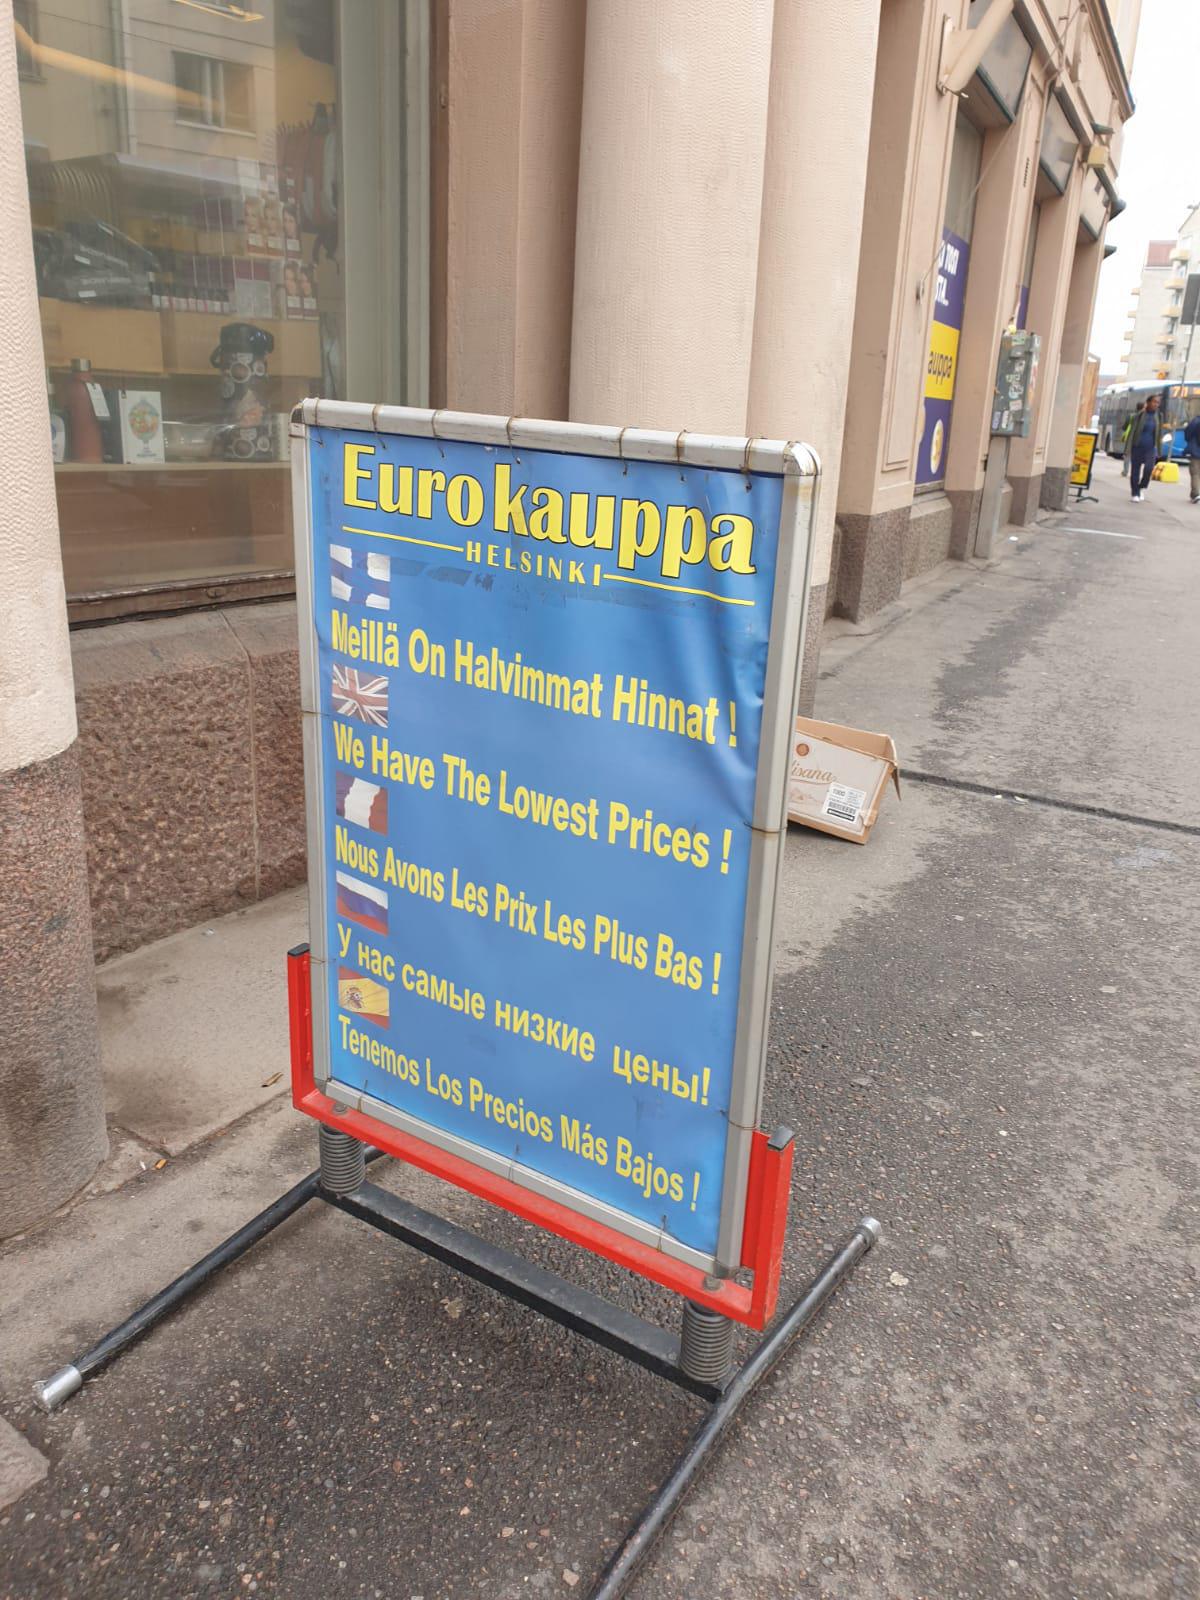 Euro kauppa
HELSINKI
Meillä On Halvimmat Hinnat !
We Have The Lowest Prices !
Nous Avons Les Prix Les Plus Bas !
У нас самые низкие цены!
Tenemos Los Precios Más Bajos !
auppa